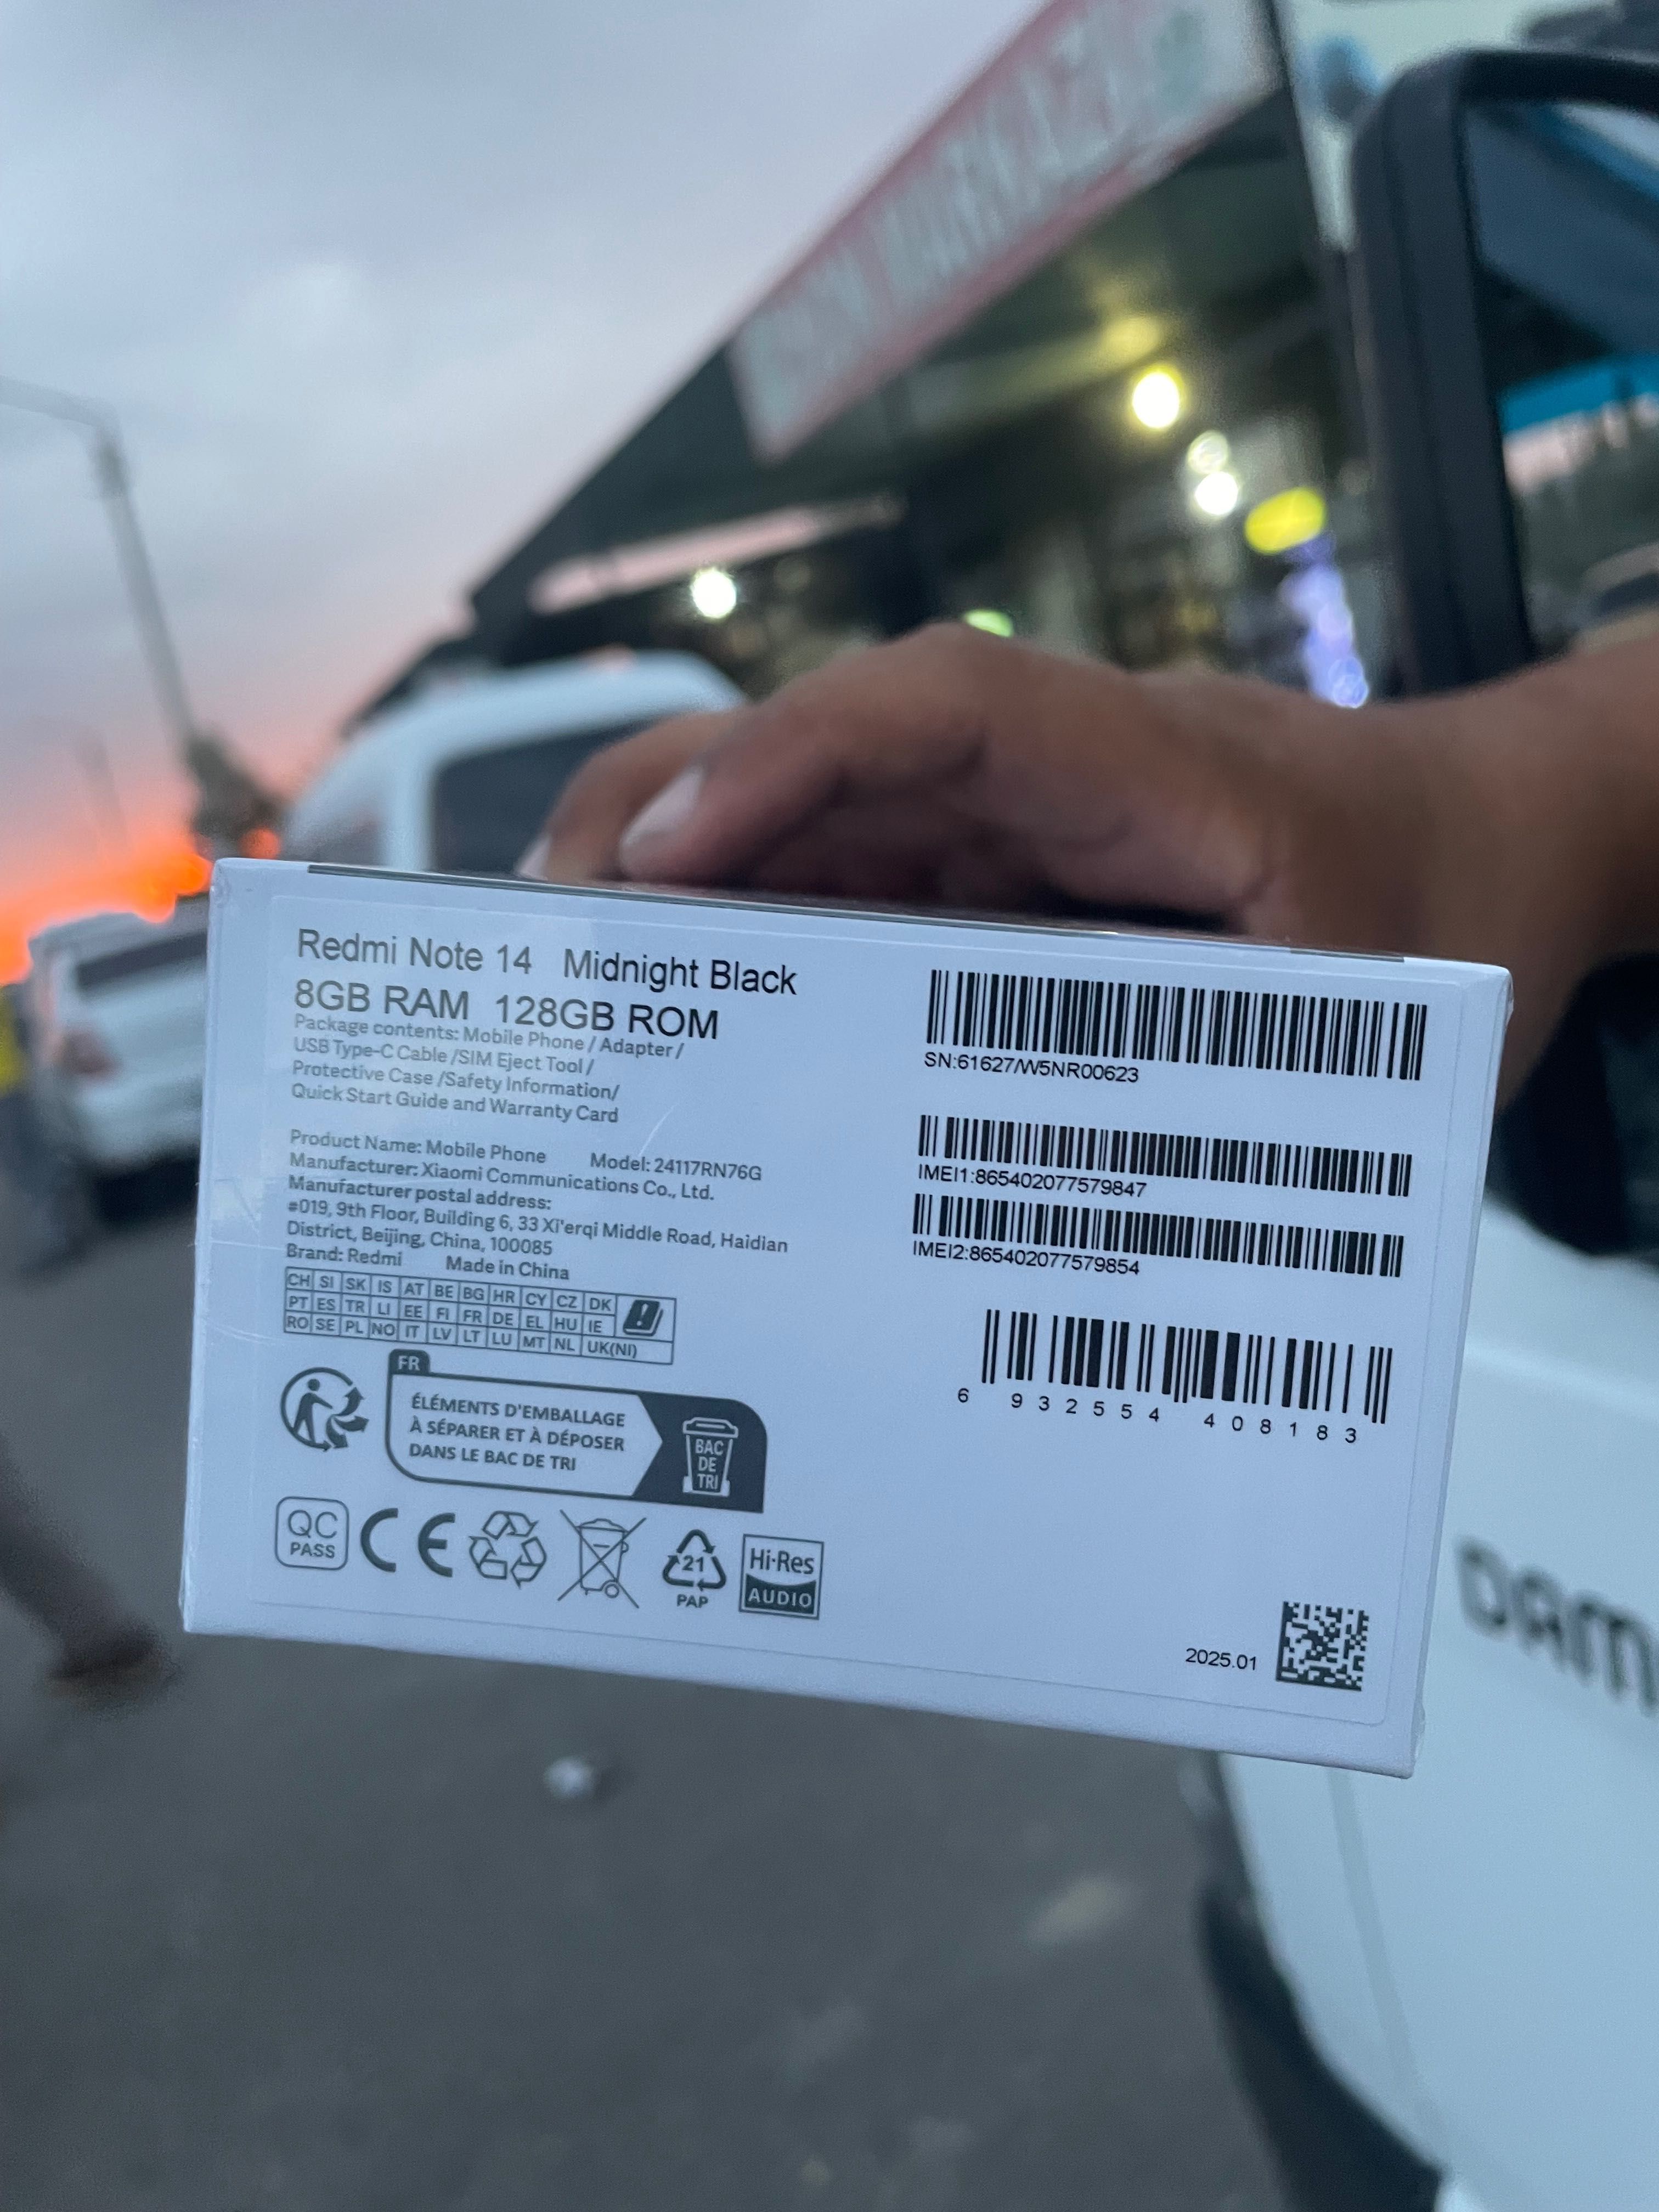 Redmi Note 14 Midnight Black
8GB RAM 128GB ROM
Package contents: Mobile Phone / Adapter /
USB Type-C Cable /SIM Eject Tool /
Protective Case /Safety Information/
Quick Start Guide and Warranty Card
Product Name: Mobile Phone Model: 24117RN76G
Manufacturer: Xiaomi Communications Co., Ltd.
Manufacturer postal address:
#019, 9th Floor, Building 6, 33 Xi'erqi Middle Road, Haidian
District, Beijing, China, 100085
Brand: Redmi Made in China
CH SI SK IS AT BE BG HR CY CZ DK
PT ES TR LI EE FI FR DE EL HU IE
RO SE PL NO IT LV LT LU MT NL UK(NI)
FR
ÉLÉMENTS D'EMBALLAGE
À SÉPARER ET À DÉPOSER
DANS LE BAC DE TRI
BAC
DE
TRI
QC
PASS
CE
21
PAP
Hi-Res
AUDIO
SN:61627/W5NR00623
IMEI1:865402077579847
IMEI2:865402077579854
6 932554 408183
2025.01
DAM